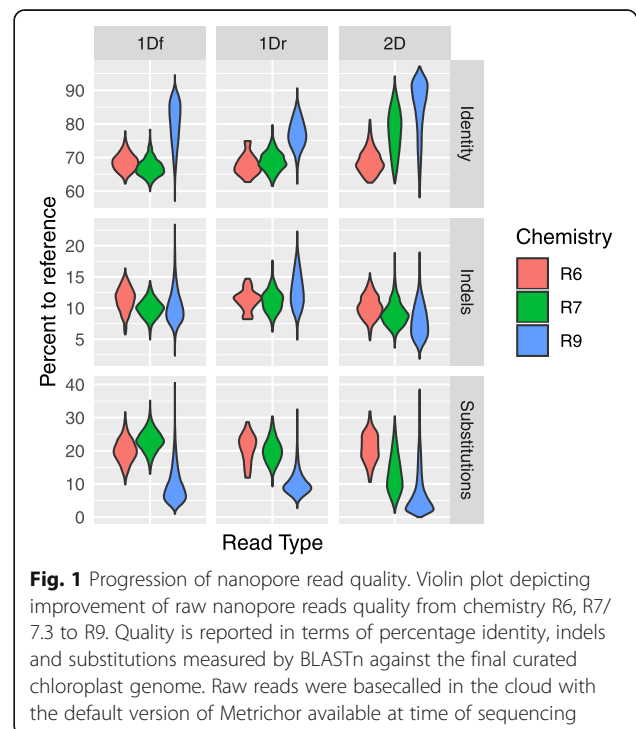 1Df 1Dr 2D
Percent to reference
90
80
70
60
Identity
20
15
10
5
Indels
40
30
20
10
0
Substitutions
Read Type
Chemistry
R6
R7
R9
Fig. 1 Progression of nanopore read quality. Violin plot depicting
improvement of raw nanopore reads quality from chemistry R6, R7/
7.3 to R9. Quality is reported in terms of percentage identity, indels
and substitutions measured by BLASTn against the final curated
chloroplast genome. Raw reads were basecalled in the cloud with
the default version of Metrichor available at time of sequencing